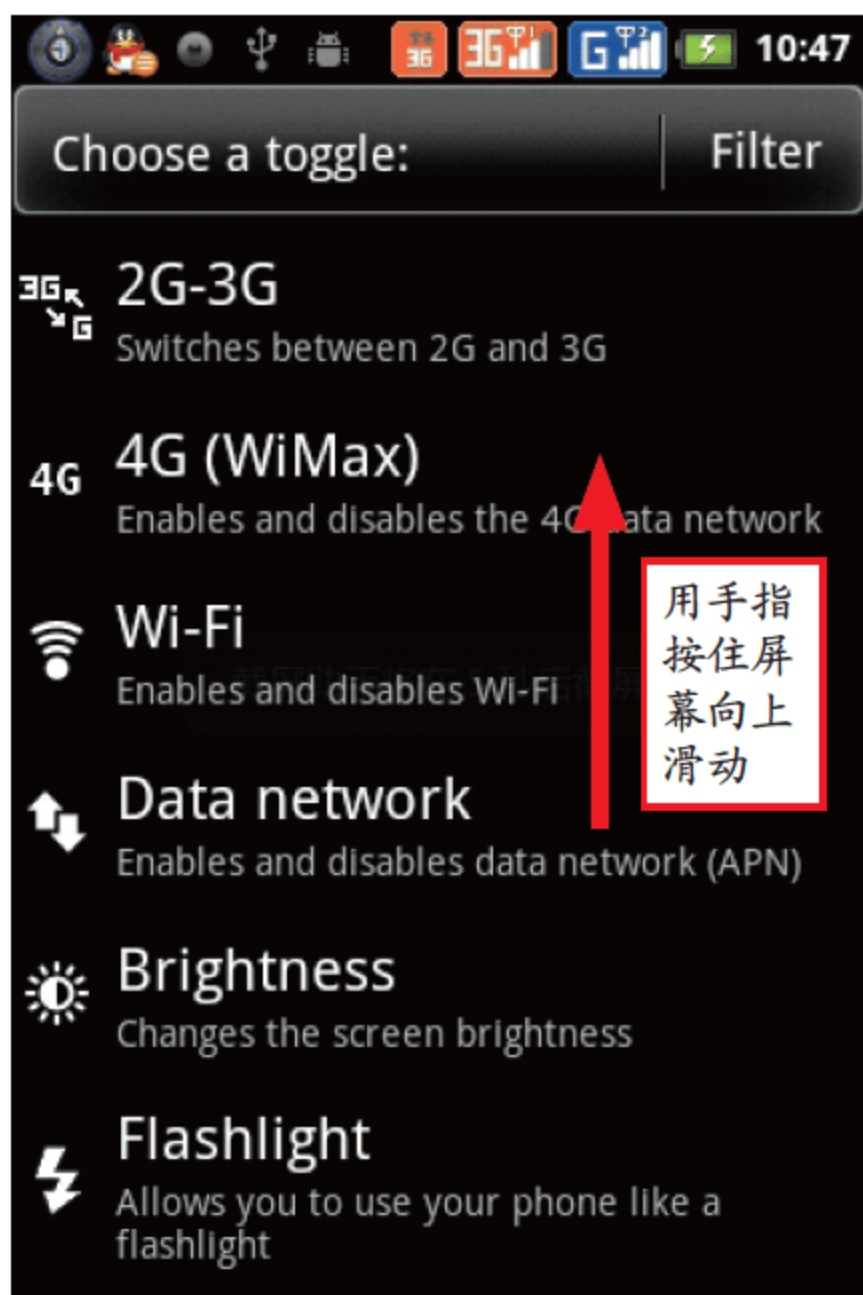 3G 3G 1 G 2 10:47
Choose a toggle: Filter
3G
G
2G-3G
Switches between 2G and 3G
4G
4G (WiMax)
Enables and disables the 4G data network
用手指
按住屏
幕向上
滑动
Wi-Fi
Enables and disables Wi-Fi
Data network
Enables and disables data network (APN)
Brightness
Changes the screen brightness
Flashlight
Allows you to use your phone like a
flashlight